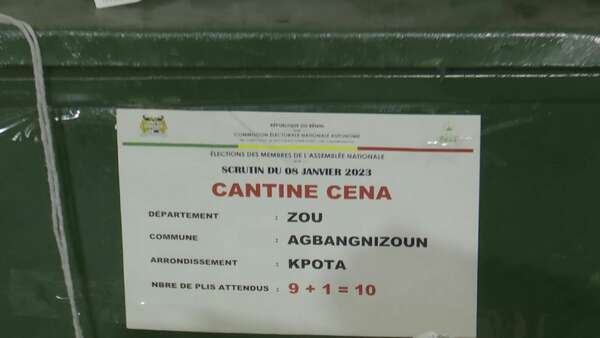 RÉPUBLIQUE DU BÉNIN
COMMISSION ÉLECTORALE NATIONALE AUTONOME
ÉLECTIONS DES MEMBRES DE L'ASSEMBLÉE NATIONALE
SCRUTIN DU 08 JANVIER 2023
CANTINE CENA
DÉPARTEMENT : ZOU
COMMUNE : AGBANGNIZOUN
ARRONDISSEMENT : KPOTA
NBRE DE PLIS ATTENDUS : 9 + 1 = 10